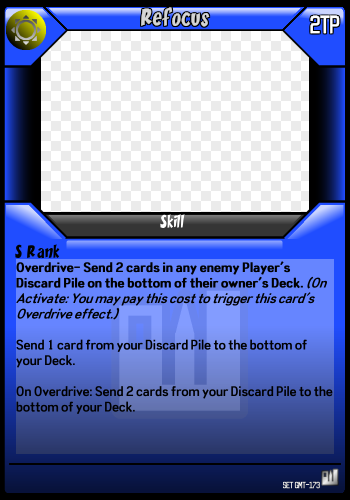 Refocus
2TP
Skill
S Rank
Overdrive- Send 2 cards in any enemy Player's
Discard Pile on the bottom of their owner's Deck. (On
Activate: You may pay this cost to trigger this card's
Overdrive effect.)
Send 1 card from your Discard Pile to the bottom of
your Deck.
On Overdrive: Send 2 cards from your Discard Pile to the
bottom of your Deck.
SET GMT-173